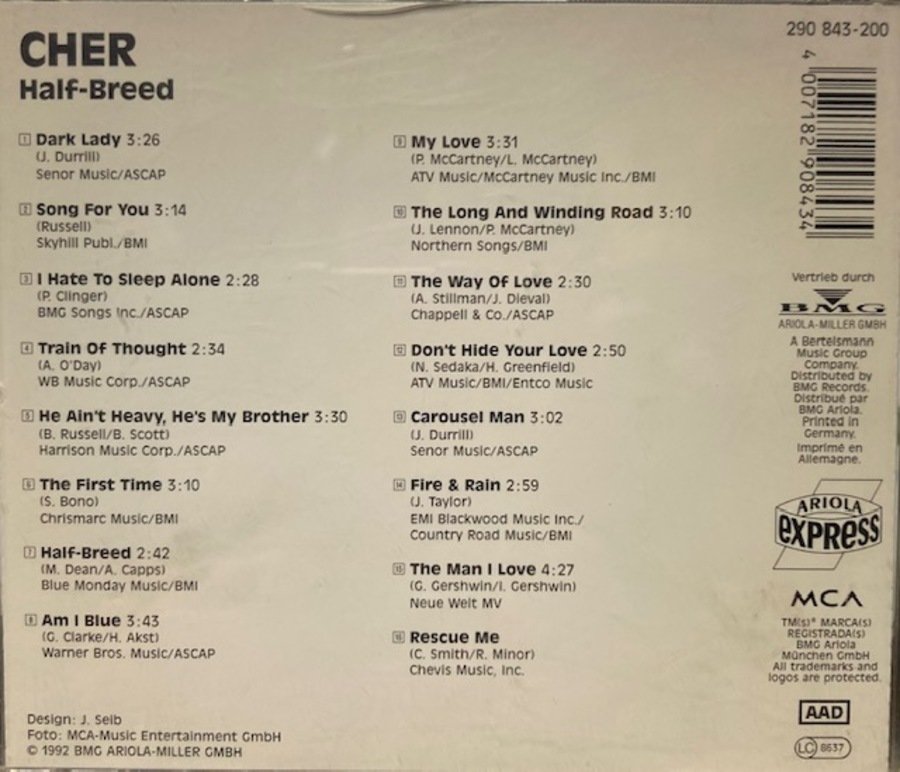 CHER
Half-Breed
1 Dark Lady 3:26
(J. Durrill)
Senor Music/ASCAP
2 Song For You 3:14
(Russell)
Skyhill Publ./BMI
3 I Hate To Sleep Alone 2:28
(P. Clinger)
BMG Songs Inc./ASCAP
4 Train Of Thought 2:34
(A. O'Day)
WB Music Corp./ASCAP
5 He Ain't Heavy, He's My Brother 3:30
(B. Russell/B. Scott)
Harrison Music Corp./ASCAP
6 The First Time 3:10
(S. Bono)
Chrismarc Music/BMI
7 Half-Breed 2:42
(M. Dean/A. Capps)
Blue Monday Music/BMI
8 Am I Blue 3:43
(G. Clarke/H. Akst)
Warner Bros. Music/ASCAP
9 My Love 3:31
(P. McCartney/L. McCartney)
ATV Music/McCartney Music Inc./BMI
10 The Long And Winding Road 3:10
(J. Lennon/P. McCartney)
Northern Songs/BMI
11 The Way Of Love 2:30
(A. Stillman/J. Dieval)
Chappell & Co./ASCAP
12 Don't Hide Your Love 2:50
(N. Sedaka/H. Greenfield)
ATV Music/BMI/Entco Music
13 Carousel Man 3:02
(J. Durrill)
Senor Music/ASCAP
14 Fire & Rain 2:59
(J. Taylor)
EMI Blackwood Music Inc./
Country Road Music/BMI
15 The Man I Love 4:27
(G. Gershwin/I. Gershwin)
Neue Welt MV
16 Rescue Me
(C. Smith/R. Minor)
Chevis Music, Inc.
Design: J. Seib
Foto: MCA-Music Entertainment GmbH
© 1992 BMG ARIOLA-MILLER GMBH
290 843-200
4 007182 908434
Vertrieb durch
BMG
ARIOLA-MILLER GMBH
A Bertelsmann
Music Group
Company.
Distributed by
BMG Records.
Distribué par
BMG Ariola.
Printed in
Germany.
Imprimé en
Allemagne.
ARIOLA
EXPRESS
MCA
TM(s)® MARCA(s)
REGISTRADA(s)
BMG Ariola
München GmbH
All trademarks and
logos are protected.
AAD
LC 8637